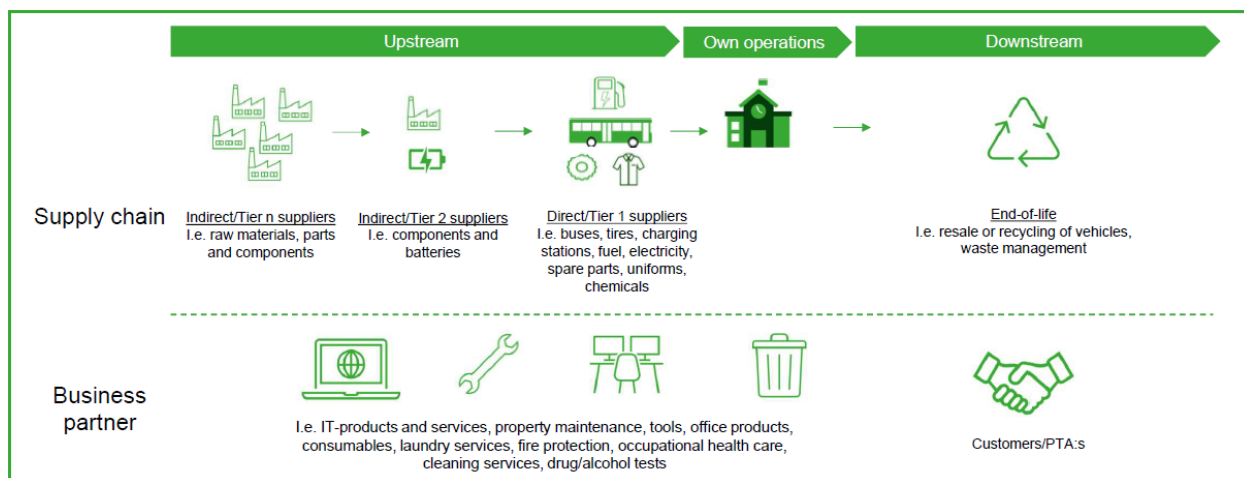 Upstream
Own operations
Downstream
Supply chain
Indirect/Tier n suppliers
I.e. raw materials, parts
and components
Indirect/Tier 2 suppliers
I.e. components and
batteries
Direct/Tier 1 suppliers
I.e. buses, tires, charging
stations, fuel, electricity,
spare parts, uniforms,
chemicals
End-of-life
I.e. resale or recycling of vehicles,
waste management
Business
partner
I.e. IT-products and services, property maintenance, tools, office products,
consumables, laundry services, fire protection, occupational health care,
cleaning services, drug/alcohol tests
Customers/PTA:s